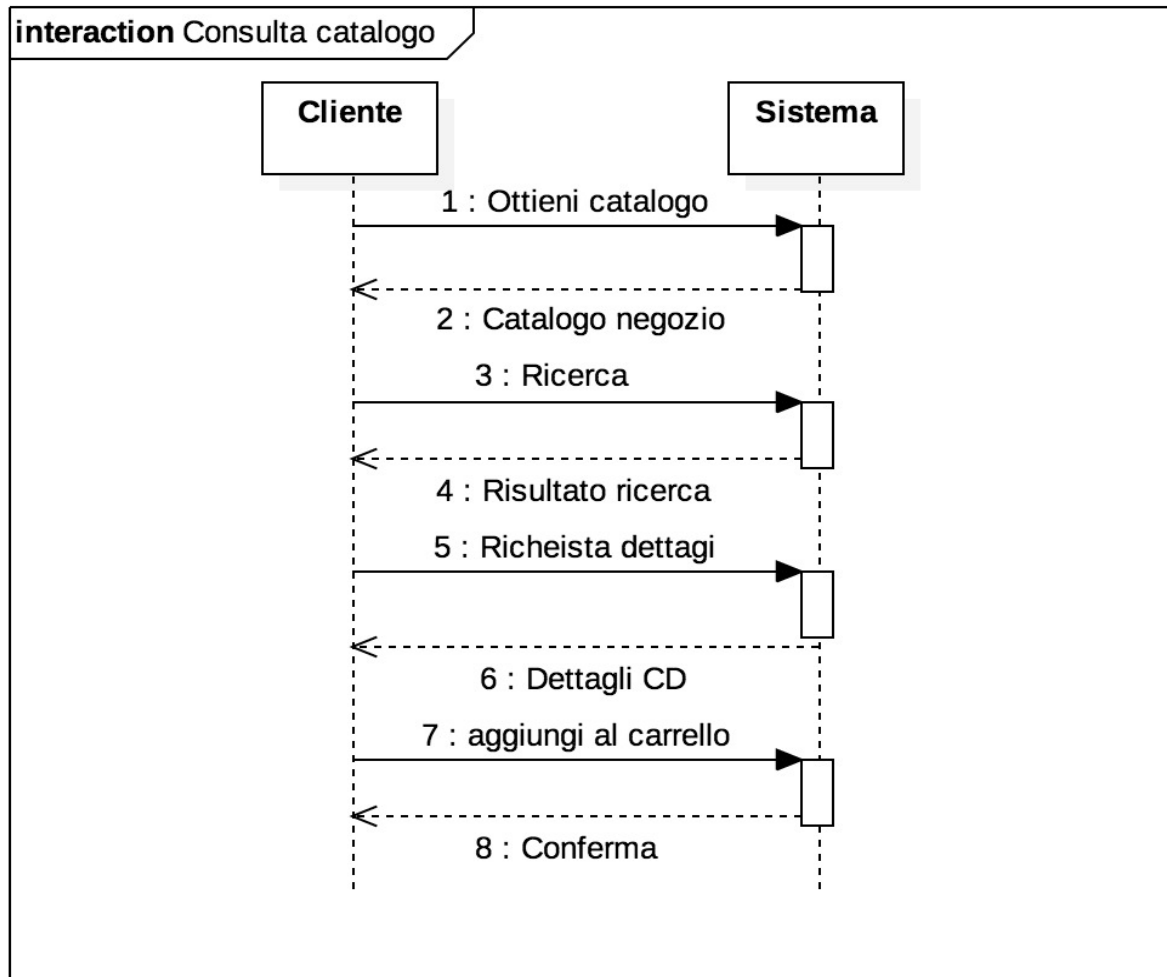 interaction Consulta catalogo
Cliente
Sistema
1 : Ottieni catalogo
2 : Catalogo negozio
3 : Ricerca
4 : Risultato ricerca
5 : Richeista dettagi
6 : Dettagli CD
7 : aggiungi al carrello
8 : Conferma